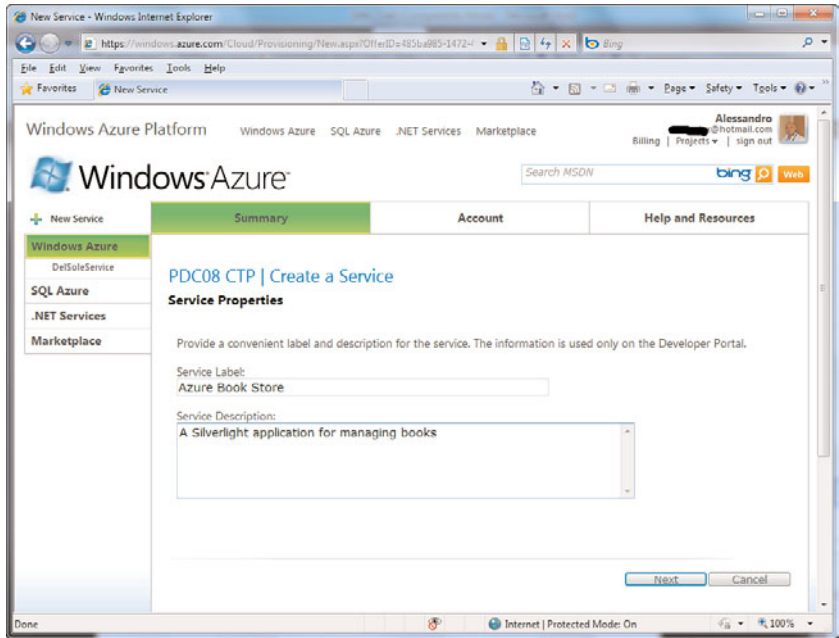 New Service - Windows Internet Explorer
https://windows.azure.com/Cloud/Provisioning/New.aspx?OfferID=485ba985-1472-
Bing
File Edit View Favorites Tools Help
Favorites New Service
Page Safety Tools
Windows Azure Platform Windows Azure SQL Azure .NET Services Marketplace
Alessandro
@hotmail.com
Billing | Projects | sign out
Windows Azure
Search MSDN bing Web
New Service Summary Account Help and Resources
Windows Azure
DelSoleService
SQL Azure
.NET Services
Marketplace
PDC08 CTP | Create a Service
Service Properties
Provide a convenient label and description for the service. The information is used only on the Developer Portal.
Service Label:
Azure Book Store
Service Description:
A Silverlight application for managing books
Next Cancel
Done Internet | Protected Mode: On 100%